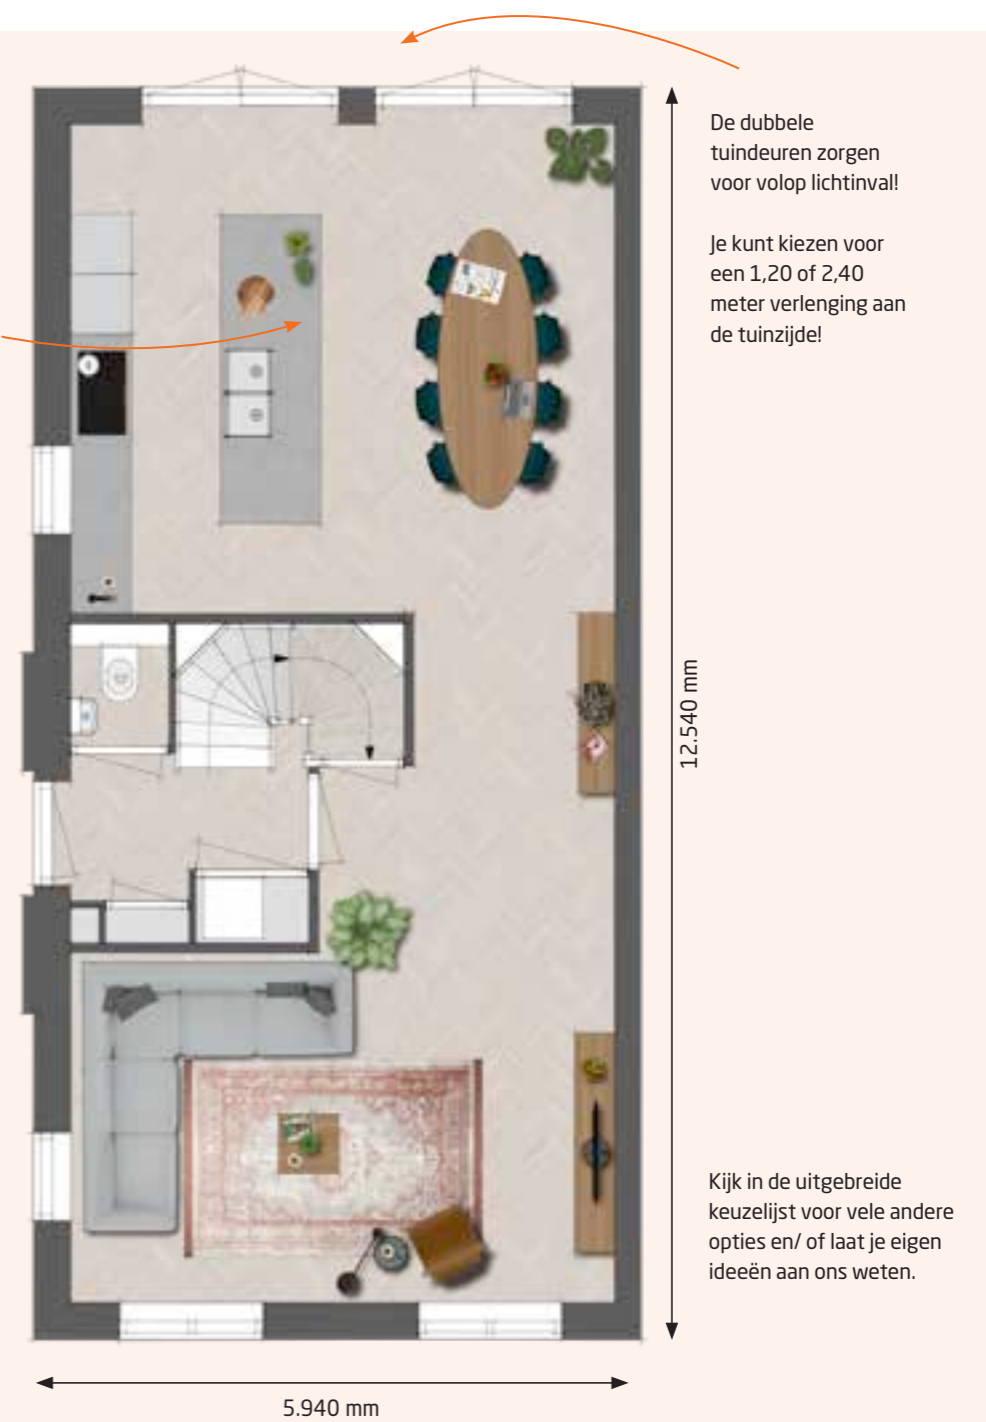 De dubbele
tuindeuren zorgen
voor volop lichtinval!
Je kunt kiezen voor
een 1,20 of 2,40
meter verlenging aan
de tuinzijde!
12.540 mm
Kijk in de uitgebreide
keuzelijst voor vele andere
opties en/ of laat je eigen
ideeën aan ons weten.
5.940 mm